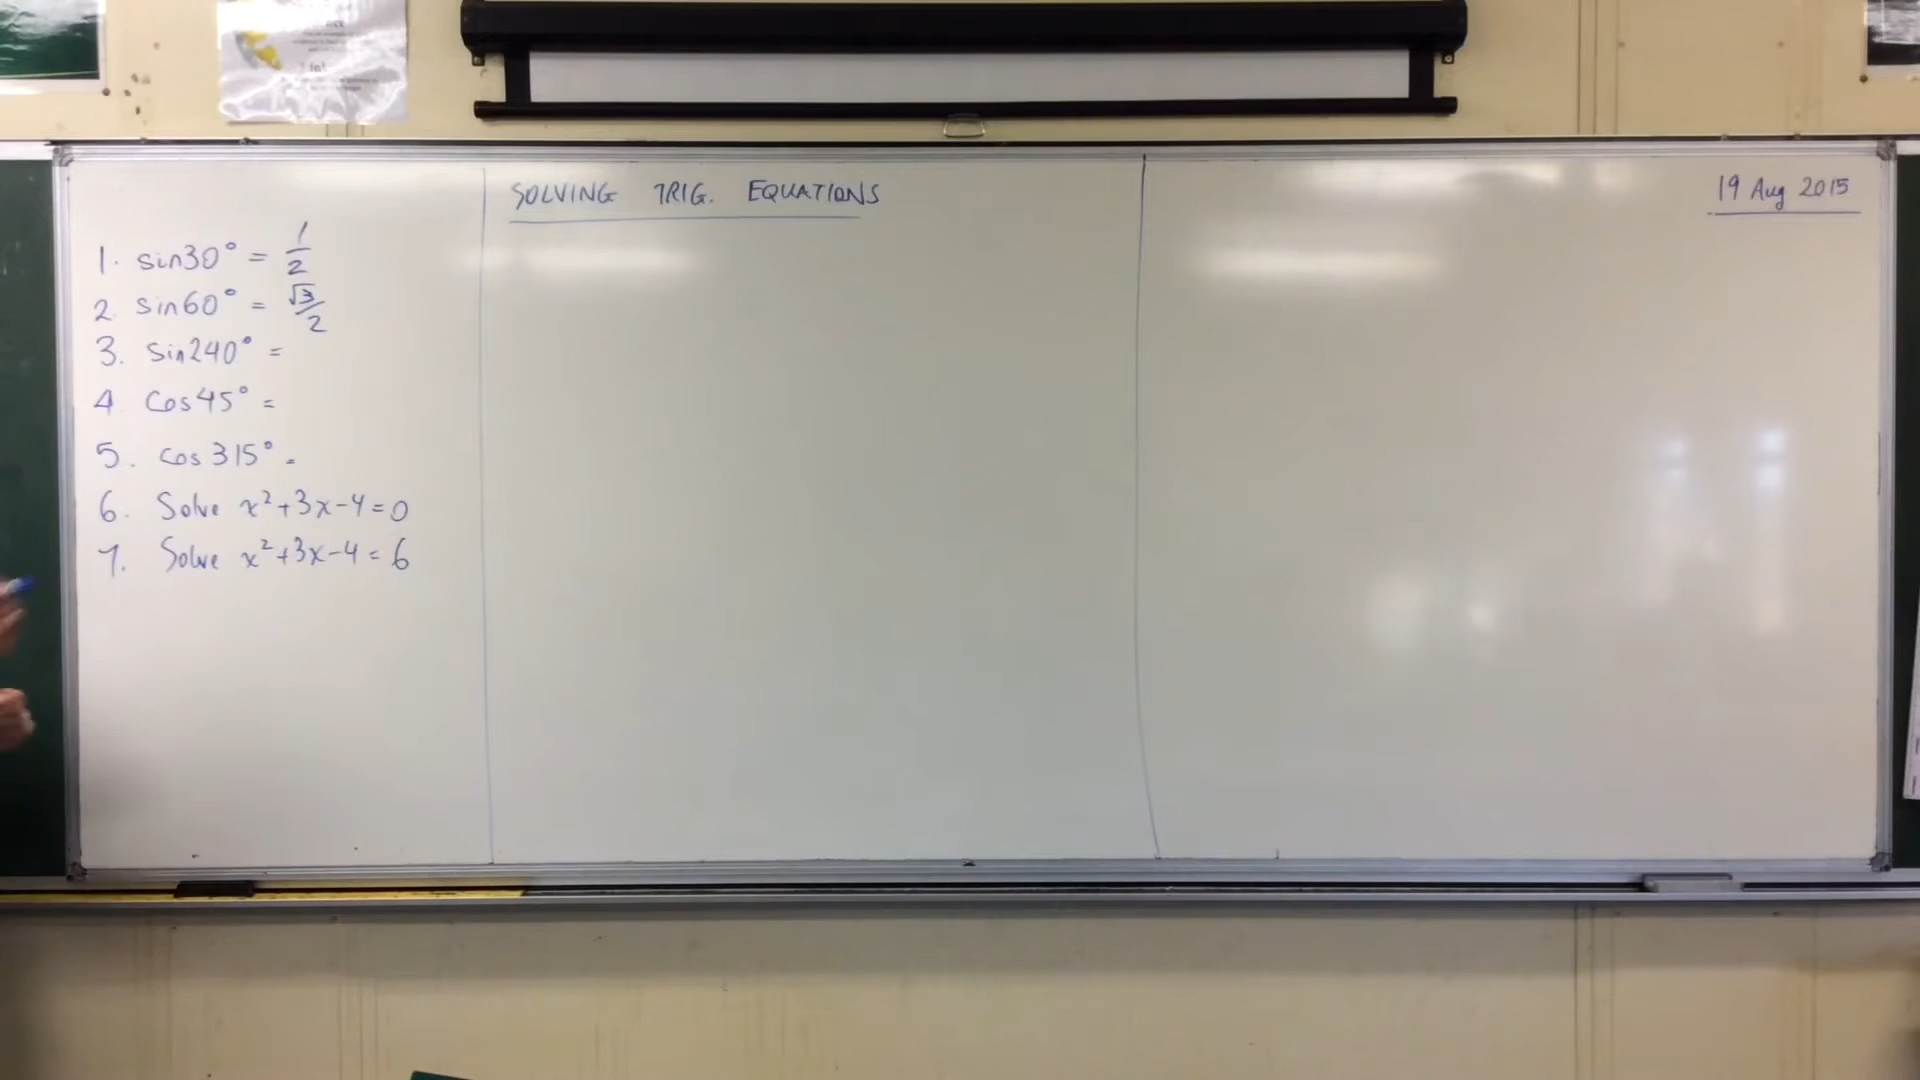 SOLVING TRIG. EQUATIONS
19 Aug 2015
1. sin30° = 1/2
2. sin60° = √3/2
3. sin240° =
4. cos45° =
5. cos315° =
6. Solve x²+3x-4=0
7. Solve x²+3x-4=6